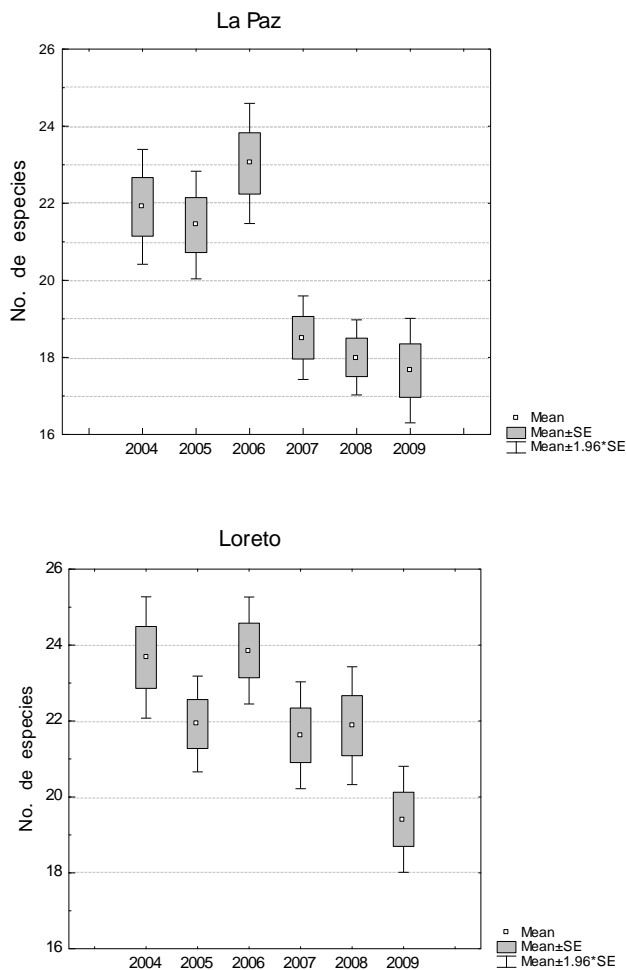 La Paz
26
24
22
20
18
16
No. de especies
2004 2005 2006 2007 2008 2009
Mean
Mean±SE
Mean±1.96*SE
Loreto
26
24
22
20
18
16
No. de especies
2004 2005 2006 2007 2008 2009
Mean
Mean±SE
Mean±1.96*SE